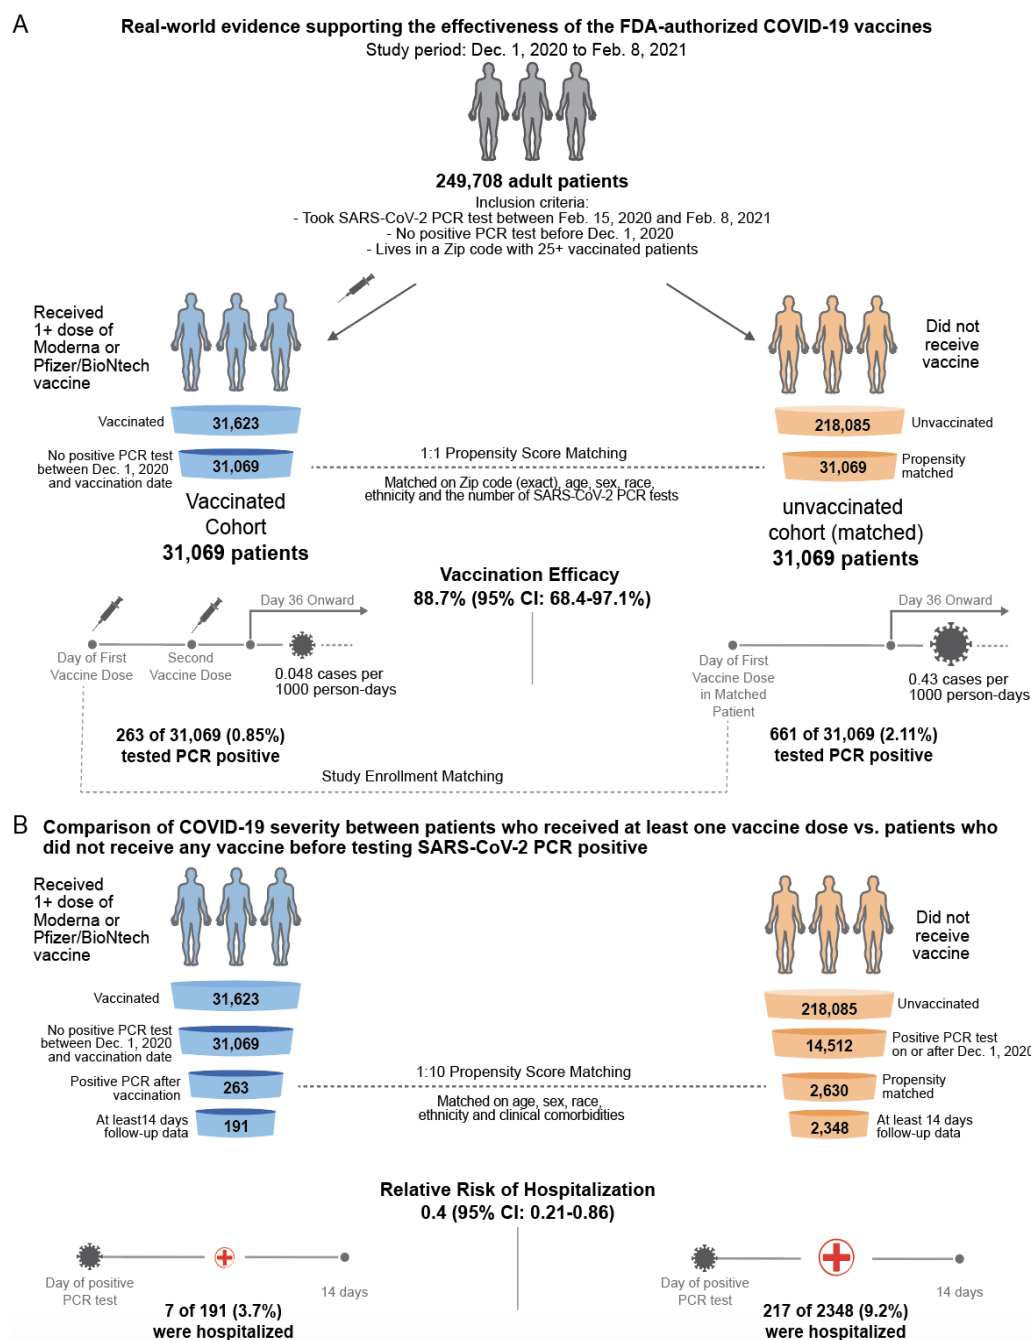 A
Real-world evidence supporting the effectiveness of the FDA-authorized COVID-19 vaccines
Study period: Dec. 1, 2020 to Feb. 8, 2021
249,708 adult patients
Inclusion criteria:
- Took SARS-CoV-2 PCR test between Feb. 15, 2020 and Feb. 8, 2021
- No positive PCR test before Dec. 1, 2020
- Lives in a Zip code with 25+ vaccinated patients
Received
1+ dose of
Moderna or
Pfizer/BioNtech
vaccine
Did not
receive
vaccine
Vaccinated
31,623
218,085
Unvaccinated
No positive PCR test
between Dec. 1, 2020
and vaccination date
31,069
1:1 Propensity Score Matching
Matched on Zip code (exact), age, sex, race,
ethnicity and the number of SARS-CoV-2 PCR tests
31,069
Propensity
matched
Vaccinated
Cohort
31,069 patients
unvaccinated
cohort (matched)
31,069 patients
Vaccination Efficacy
88.7% (95% CI: 68.4-97.1%)
Day 36 Onward
Day of First
Vaccine Dose
Second
Vaccine Dose
0.048 cases per
1000 person-days
Day 36 Onward
Day of First
Vaccine Dose
in Matched
Patient
0.43 cases per
1000 person-days
263 of 31,069 (0.85%)
tested PCR positive
661 of 31,069 (2.11%)
tested PCR positive
Study Enrollment Matching
B
Comparison of COVID-19 severity between patients who received at least one vaccine dose vs. patients who
did not receive any vaccine before testing SARS-CoV-2 PCR positive
Received
1+ dose of
Moderna or
Pfizer/BioNtech
vaccine
Did not
receive
vaccine
Vaccinated
31,623
218,085
Unvaccinated
No positive PCR test
between Dec. 1, 2020
and vaccination date
31,069
14,512
Positive PCR test
on or after Dec. 1, 2020
Positive PCR after
vaccination
263
1:10 Propensity Score Matching
Matched on age, sex, race,
ethnicity and clinical comorbidities
2,630
Propensity
matched
At least14 days
follow-up data
191
2,348
At least 14 days
follow-up data
Relative Risk of Hospitalization
0.4 (95% CI: 0.21-0.86)
Day of positive
PCR test
14 days
Day of positive
PCR test
14 days
7 of 191 (3.7%)
were hospitalized
217 of 2348 (9.2%)
were hospitalized